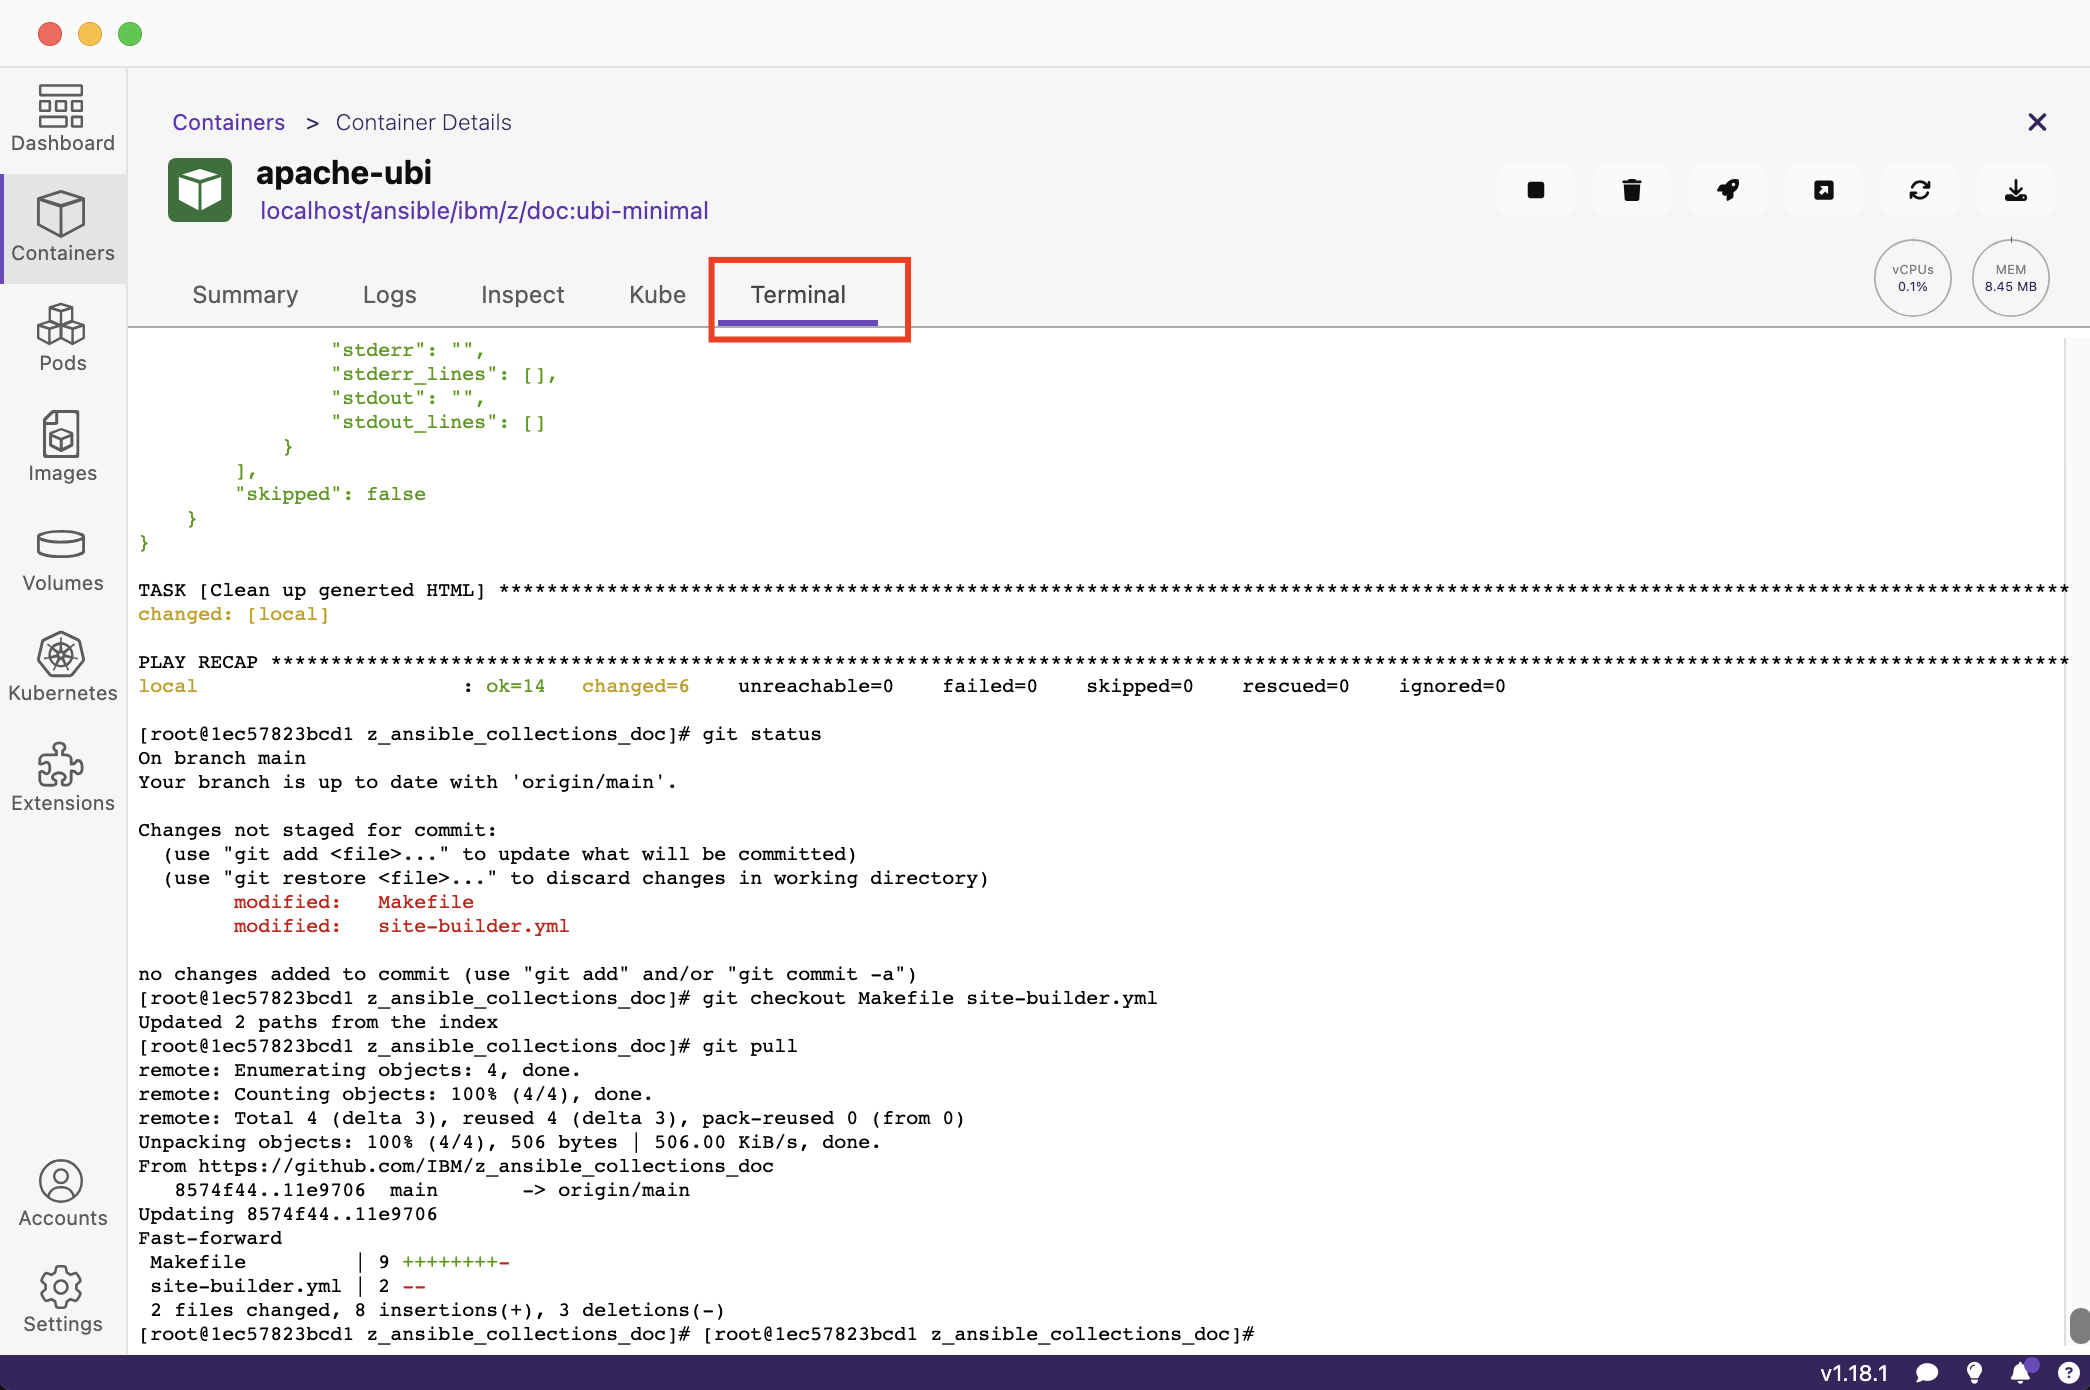 Dashboard
Containers
Pods
Images
Volumes
Kubernetes
Extensions
Accounts
Settings
Containers > Container Details
apache-ubi
localhost/ansible/ibm/z/doc:ubi-minimal
vCPUs
0.1%
MEM
8.45 MB
Summary Logs Inspect Kube Terminal
                "stderr": "",
                "stderr_lines": [],
                "stdout": "",
                "stdout_lines": []
            }
        ],
        "skipped": false
    }
}
TASK [Clean up generted HTML] ***********************************************************************************************************************************
changed: [local]
PLAY RECAP ******************************************************************************************************************************************************
local                      : ok=14   changed=6    unreachable=0    failed=0    skipped=0    rescued=0    ignored=0
[root@1ec57823bcd1 z_ansible_collections_doc]# git status
On branch main
Your branch is up to date with 'origin/main'.
Changes not staged for commit:
  (use "git add <file>..." to update what will be committed)
  (use "git restore <file>..." to discard changes in working directory)
        modified:   Makefile
        modified:   site-builder.yml
no changes added to commit (use "git add" and/or "git commit -a")
[root@1ec57823bcd1 z_ansible_collections_doc]# git checkout Makefile site-builder.yml
Updated 2 paths from the index
[root@1ec57823bcd1 z_ansible_collections_doc]# git pull
remote: Enumerating objects: 4, done.
remote: Counting objects: 100% (4/4), done.
remote: Total 4 (delta 3), reused 4 (delta 3), pack-reused 0 (from 0)
Unpacking objects: 100% (4/4), 506 bytes | 506.00 KiB/s, done.
From https://github.com/IBM/z_ansible_collections_doc
   8574f44..11e9706  main       -> origin/main
Updating 8574f44..11e9706
Fast-forward
 Makefile         | 9 ++++++++-
 site-builder.yml | 2 --
 2 files changed, 8 insertions(+), 3 deletions(-)
[root@1ec57823bcd1 z_ansible_collections_doc]# [root@1ec57823bcd1 z_ansible_collections_doc]#
v1.18.1